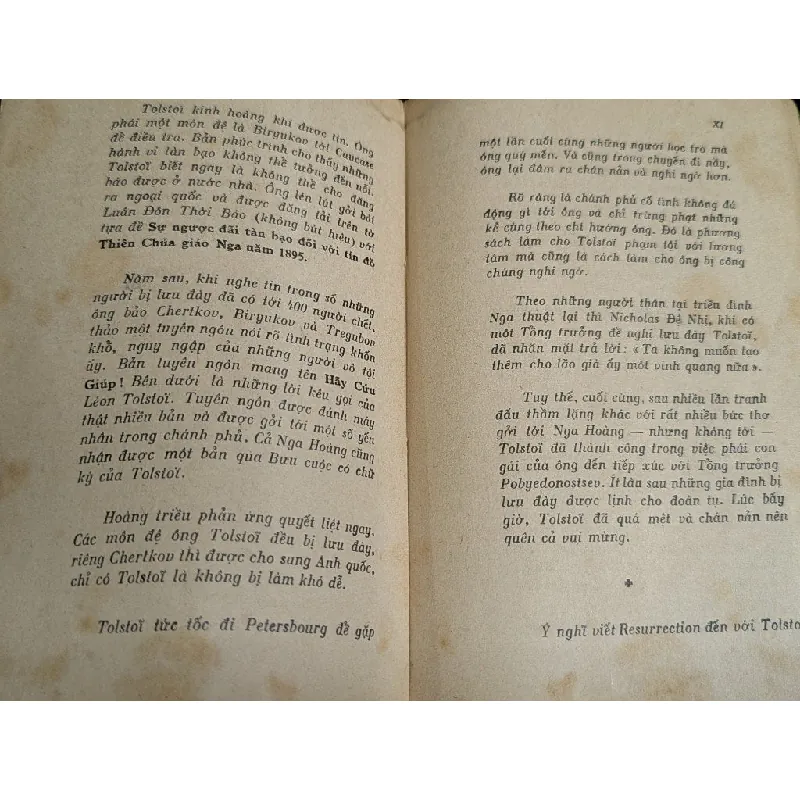 Tolstoï kinh hoảng khi được tin. Ông
phái một môn đệ là Biryukov tới Caucase
để điều tra. Bản phúc trình cho thấy những
hành vi tàn bạo không thể tưởng đến nổi.
Tolstoï biết ngay là không thể cho đăng
báo được ở nước nhà. Ông lén lút gởi bài
ra ngoại quốc và được đăng tải trên tờ
Luân Đôn Thời Báo (không bút hiệu) với
tựa đề Sự ngược đãi tàn bạo đối với tín đồ
Thiên Chúa giáo Nga năm 1895.
Năm sau, khi nghe tin trong số những
người bị lưu đày đã có tới 400 người chết,
ông bảo Chertkov, Biryukov và Tregubon
thảo một tuyên ngôn nói rõ tình trạng khốn
khổ, nguy ngập của những người vô tội
ấy. Bản tuyên ngôn mang tên Hãy Cứu
Giúp! Bên dưới là những lời kêu gọi của
Léon Tolstoï. Tuyên ngôn được đánh máy
thật nhiều bản và được gởi tới một số yếu
nhân trong chánh phủ. Cả Nga Hoàng cũng
nhận được một bản qua Bưu cuộc có chữ
ký của Tolstoï.
Hoàng triều phản ứng quyết liệt ngay.
Các môn đệ ông Tolstoï đều bị lưu đày,
riêng Chertkov thì được cho sang Anh quốc,
chỉ có Tolstoï là không bị làm khó dễ.
Tolstoï tức tốc đi Petersbourg để gặp
XI
một lần cuối cùng những người học trò mà
ông quý mến. Và cũng trong chuyến đi nầy,
ông lại đâm ra chán nản và nghi ngờ hơn.
Rõ ràng là chánh phủ cố tình không đá
động gì tới ông và chỉ trừng phạt những
kẻ cùng theo chí hướng ông. Đó là phương
sách làm cho Tolstoï phạm tội với lương
tâm mà cũng là cách làm cho ông bị công
chúng nghi ngờ.
Theo những người thân tại triều đình
Nga thuật lại thì Nicholas Đệ Nhị, khi có
một Tổng trưởng đề nghị lưu đày Tolstoï,
đã nhăn mặt trả lời: « Ta không muốn tạo
thêm cho lão già ấy một vinh quang nữa ».
Tuy thế, cuối cùng, sau nhiều lần tranh
đấu thầm lặng khác với rất nhiều bức thơ
gởi tới Nga Hoàng — nhưng không tới —
Tolstoï đã thành công trong việc phái con
gái của ông đến tiếp xúc với Tổng trưởng
Pobyedonostsev. Ít lâu sau những gia đình bị
lưu đày được lịnh cho đoàn tụ. Lúc bấy
giờ, Tolstoï đã quá mệt và chán nản nên
quên cả vui mừng.
Ý nghĩ viết Resurrection đến với Tolsto